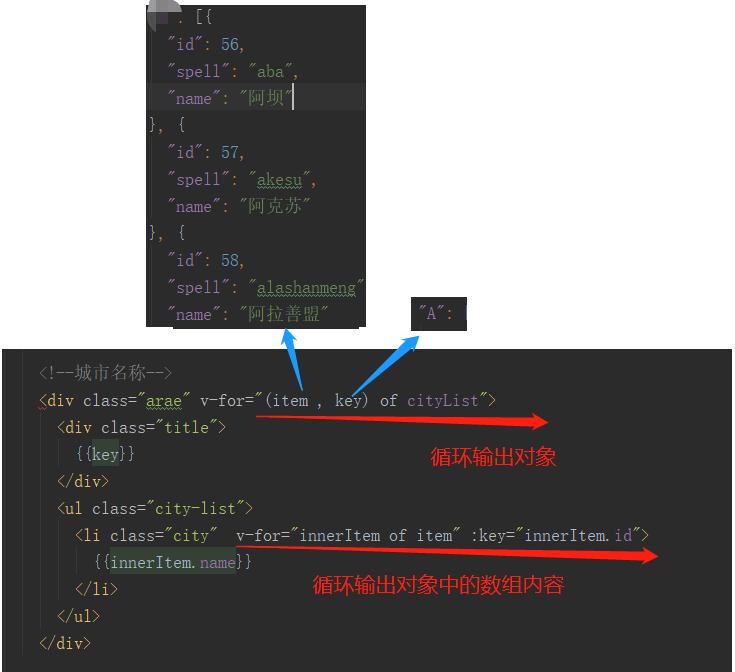 : [{
"id": 56,
"spell": "aba",
"name": "阿坝"
}, {
"id": 57,
"spell": "akesu",
"name": "阿克苏"
}, {
"id": 58,
"spell": "alashanmeng"
"name": "阿拉善盟"
"A": [
<!--城市名称-->
<div class="arae" v-for="(item , key) of cityList">
<div class="title">
循环输出对象
{{key}}
</div>
<ul class="city-list">
<li class="city" v-for="innerItem of item" :key="innerItem.id">
{{innerItem.name}}
循环输出对象中的数组内容
</li>
</ul>
</div>